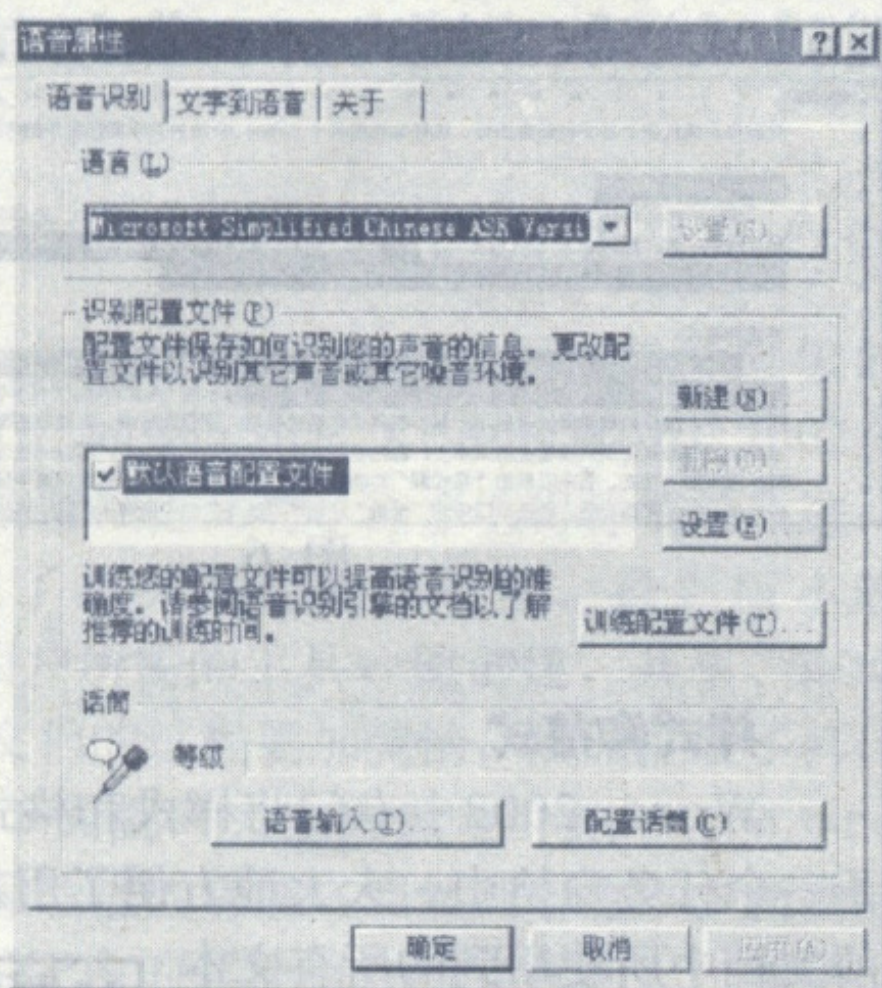 语音属性
语音识别 文字到语音 关于
语言(L)
Microsoft Simplified Chinese ASR Versi 设置(S)...
识别配置文件(P)
配置文件保存如何识别您的声音的信息。更改配
置文件以识别其它声音或其它噪音环境。
新建(N)...
删除(D)
默认语音配置文件
设置(E)...
训练您的配置文件可以提高语音识别的准
确度。请参阅语音识别引擎的文档以了解
推荐的训练时间。
训练配置文件(T)...
话筒
等级
语音输入(I)... 配置话筒(C)...
确定 取消 应用(A)